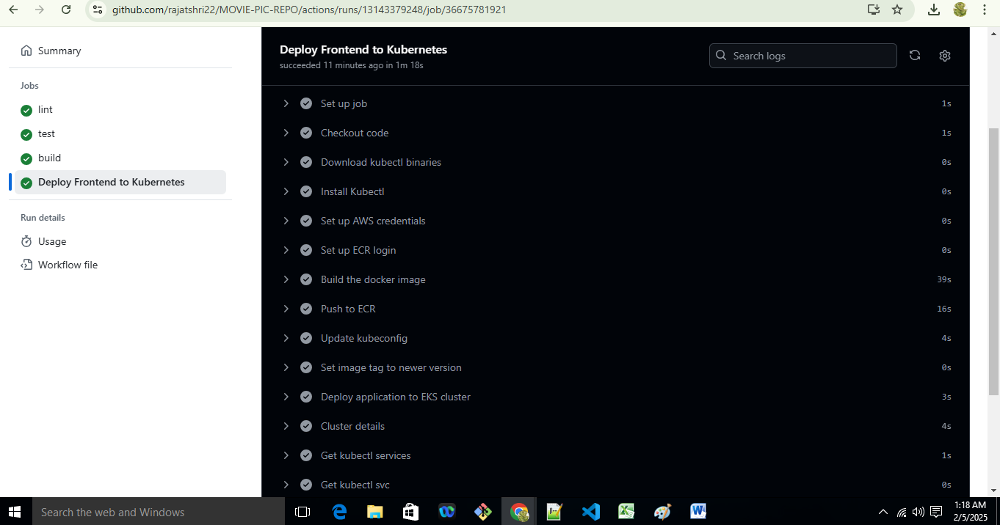 github.com/rajatshri22/MOVIE-PIC-REPO/actions/runs/13143379248/job/36675781921
Summary
Jobs
lint
test
build
Deploy Frontend to Kubernetes
Run details
Usage
Workflow file
Deploy Frontend to Kubernetes
succeeded 11 minutes ago in 1m 18s
Search logs
Set up job 1s
Checkout code 1s
Download kubectl binaries 0s
Install Kubectl 0s
Set up AWS credentials 0s
Set up ECR login 0s
Build the docker image 39s
Push to ECR 16s
Update kubeconfig 4s
Set image tag to newer version 0s
Deploy application to EKS cluster 3s
Cluster details 4s
Get kubectl services 1s
Get kubectl svc 0s
Search the web and Windows
1:18 AM
2/5/2025